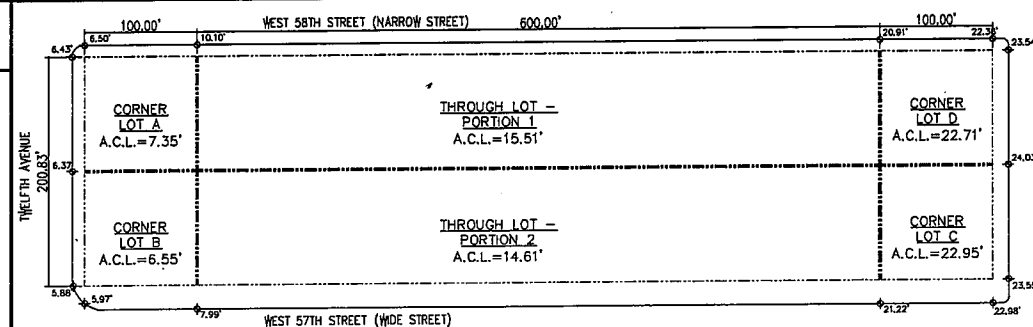 100.00'
WEST 58TH STREET (NARROW STREET)
600.00'
100.00'
6.43'
6.50'
10.10'
20.91'
22.38'
23.54'
CORNER
LOT A
A.C.L.=7.35'
THROUGH LOT -
PORTION 1
A.C.L.=15.51'
CORNER
LOT D
A.C.L.=22.71'
TWELFTH AVENUE
200.83'
6.37'
24.03'
CORNER
LOT B
A.C.L.=6.55'
THROUGH LOT -
PORTION 2
A.C.L.=14.61'
CORNER
LOT C
A.C.L.=22.95'
5.88'
5.97'
7.99'
WEST 57TH STREET (WIDE STREET)
21.22'
22.98'